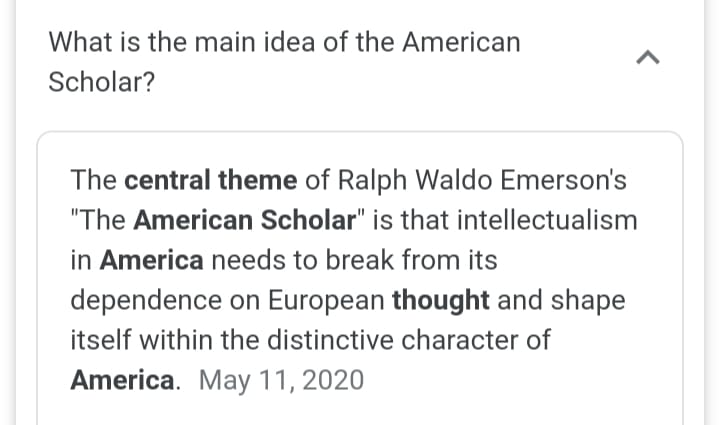 What is the main idea of the American
Scholar?
The central theme of Ralph Waldo Emerson's
"The American Scholar" is that intellectualism
in America needs to break from its
dependence on European thought and shape
itself within the distinctive character of
America. May 11, 2020